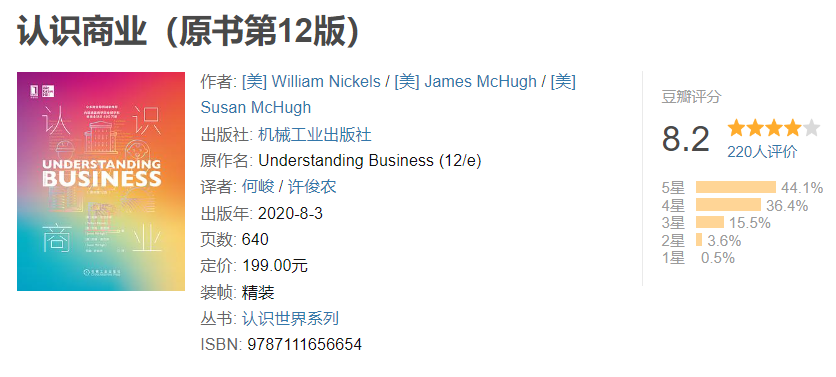 认识商业（原书第12版）
认 识
UNDERSTANDING
BUSINESS
商 业
作者: [美] William Nickels / [美] James McHugh / [美]
Susan McHugh
出版社: 机械工业出版社
原作名: Understanding Business (12/e)
译者: 何峻 / 许俊农
出版年: 2020-8-3
页数: 640
定价: 199.00元
装帧: 精装
丛书: 认识世界系列
ISBN: 9787111656654
豆瓣评分
8.2
220人评价
5星 44.1%
4星 36.4%
3星 15.5%
2星 3.6%
1星 0.5%